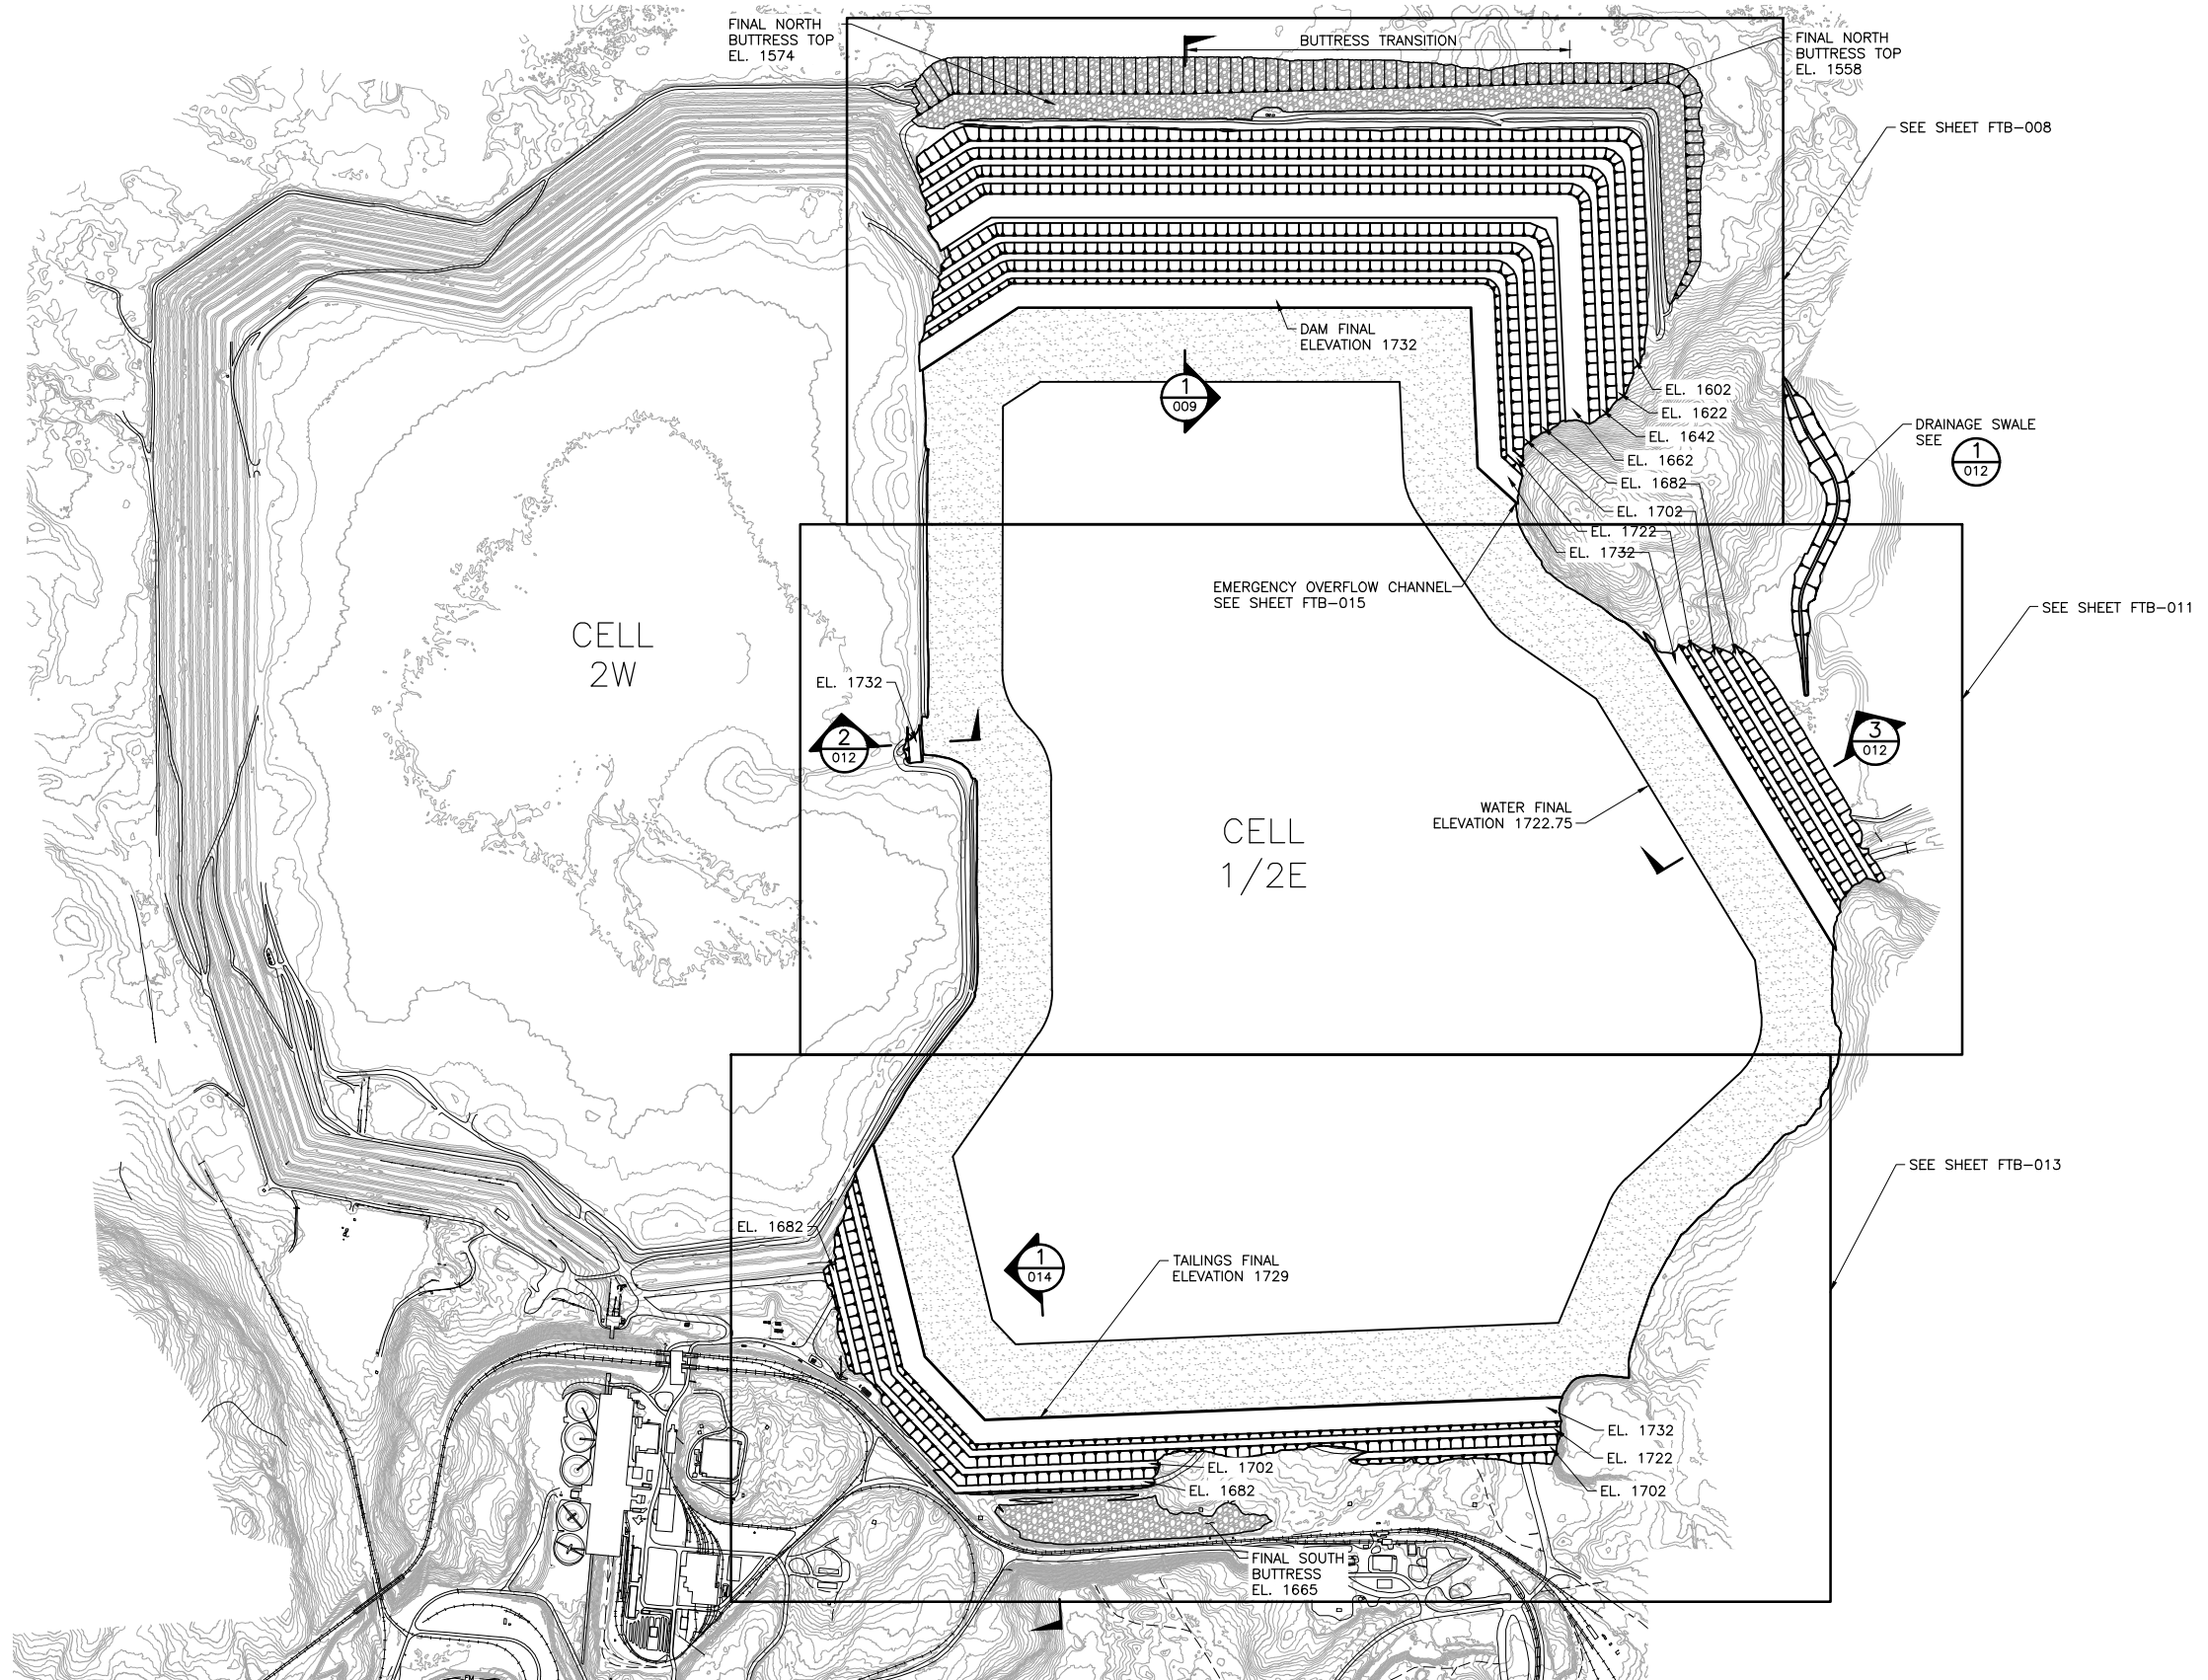 FINAL NORTH
BUTTRESS TOP
EL. 1574
BUTTRESS TRANSITION
FINAL NORTH
BUTTRESS TOP
EL. 1558
SEE SHEET FTB-008
DAM FINAL
ELEVATION 1732
1
009
EL. 1602
EL. 1622
EL. 1642
EL. 1662
EL. 1682
EL. 1702
EL. 1722
EL. 1732
DRAINAGE SWALE
SEE
1
012
EMERGENCY OVERFLOW CHANNEL
SEE SHEET FTB-015
SEE SHEET FTB-011
CELL
2W
EL. 1732
2
012
3
012
WATER FINAL
ELEVATION 1722.75
CELL
1/2E
SEE SHEET FTB-013
EL. 1682
1
014
TAILINGS FINAL
ELEVATION 1729
EL. 1732
EL. 1722
EL. 1702
EL. 1702
EL. 1682
FINAL SOUTH
BUTTRESS
EL. 1665